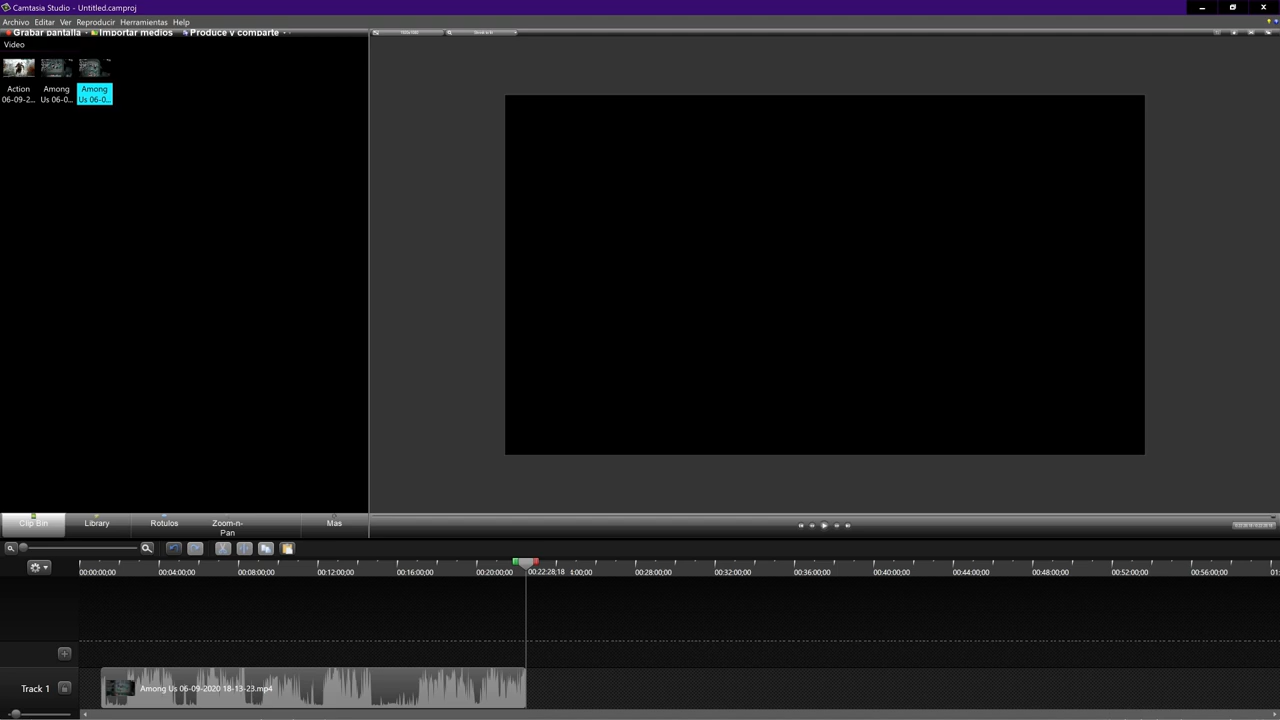 Camtasia Studio - Untitled.camproj
Archivo Editar Ver Reproducir Herramientas Help
Grabar pantalla Importar medios Produce y comparte
Video
Action 06-09-2...
Among Us 06-0...
Among Us 06-0...
Clip Bin Library Rotulos Zoom-n-Pan Mas
00:00:00;00 00:04:00;00 00:08:00;00 00:12:00;00 00:16:00;00 00:20:00;00 00:22:28;18 4:00;00 00:28:00;00 00:32:00;00 00:36:00;00 00:40:00;00 00:44:00;00 00:48:00;00 00:52:00;00 00:56:00;00 01:
Track 1
Among Us 06-09-2020 18-13-23.mp4